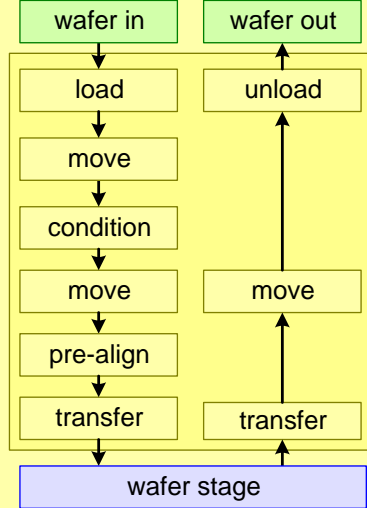 wafer in
wafer out
load
unload
move
condition
move
move
pre-align
transfer
transfer
wafer stage